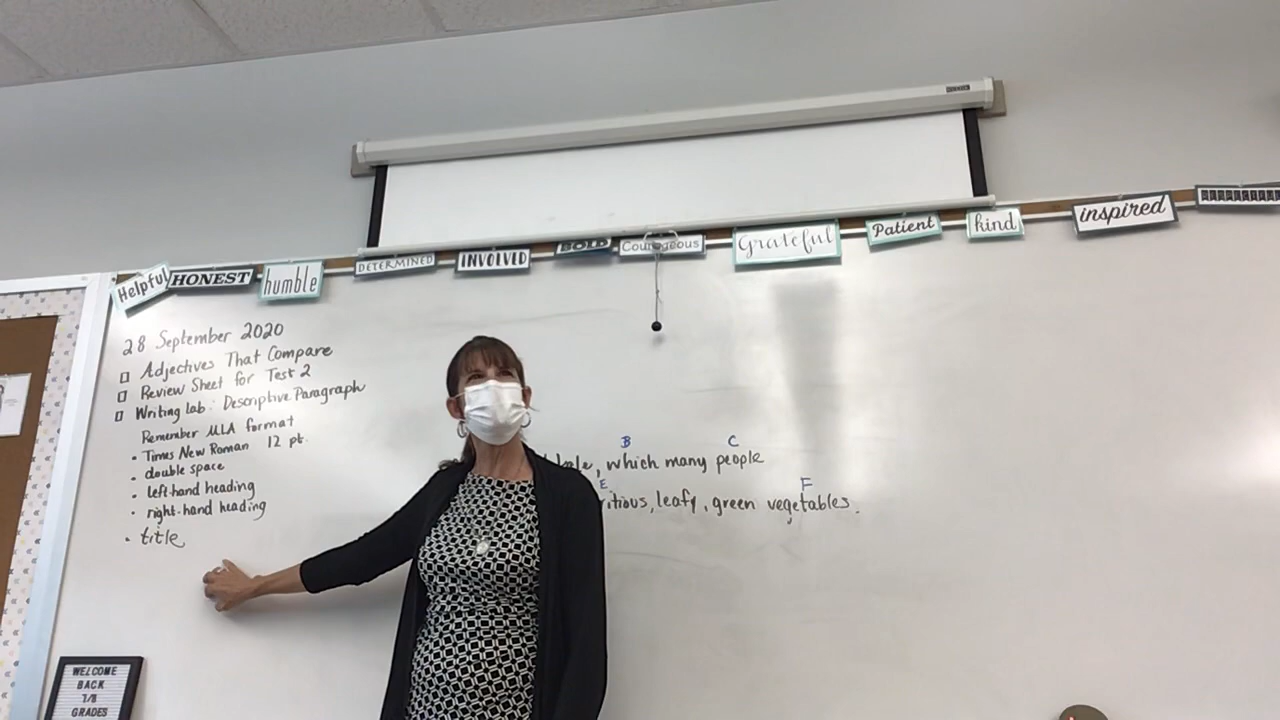 Helpful
HONEST
humble
DETERMINED
INVOLVED
BOLD
Courageous
Grateful
Patient
kind
inspired
28 September 2020
Adjectives That Compare
Review Sheet for Test 2
Writing lab: Descriptive Paragraph
Remember MLA format
• Times New Roman 12 pt.
• double space
• left-hand heading
• right-hand heading
• title
B C
, which many people
E F
leafy, green vegetables.
WELCOME
BACK
7/8
GRADES